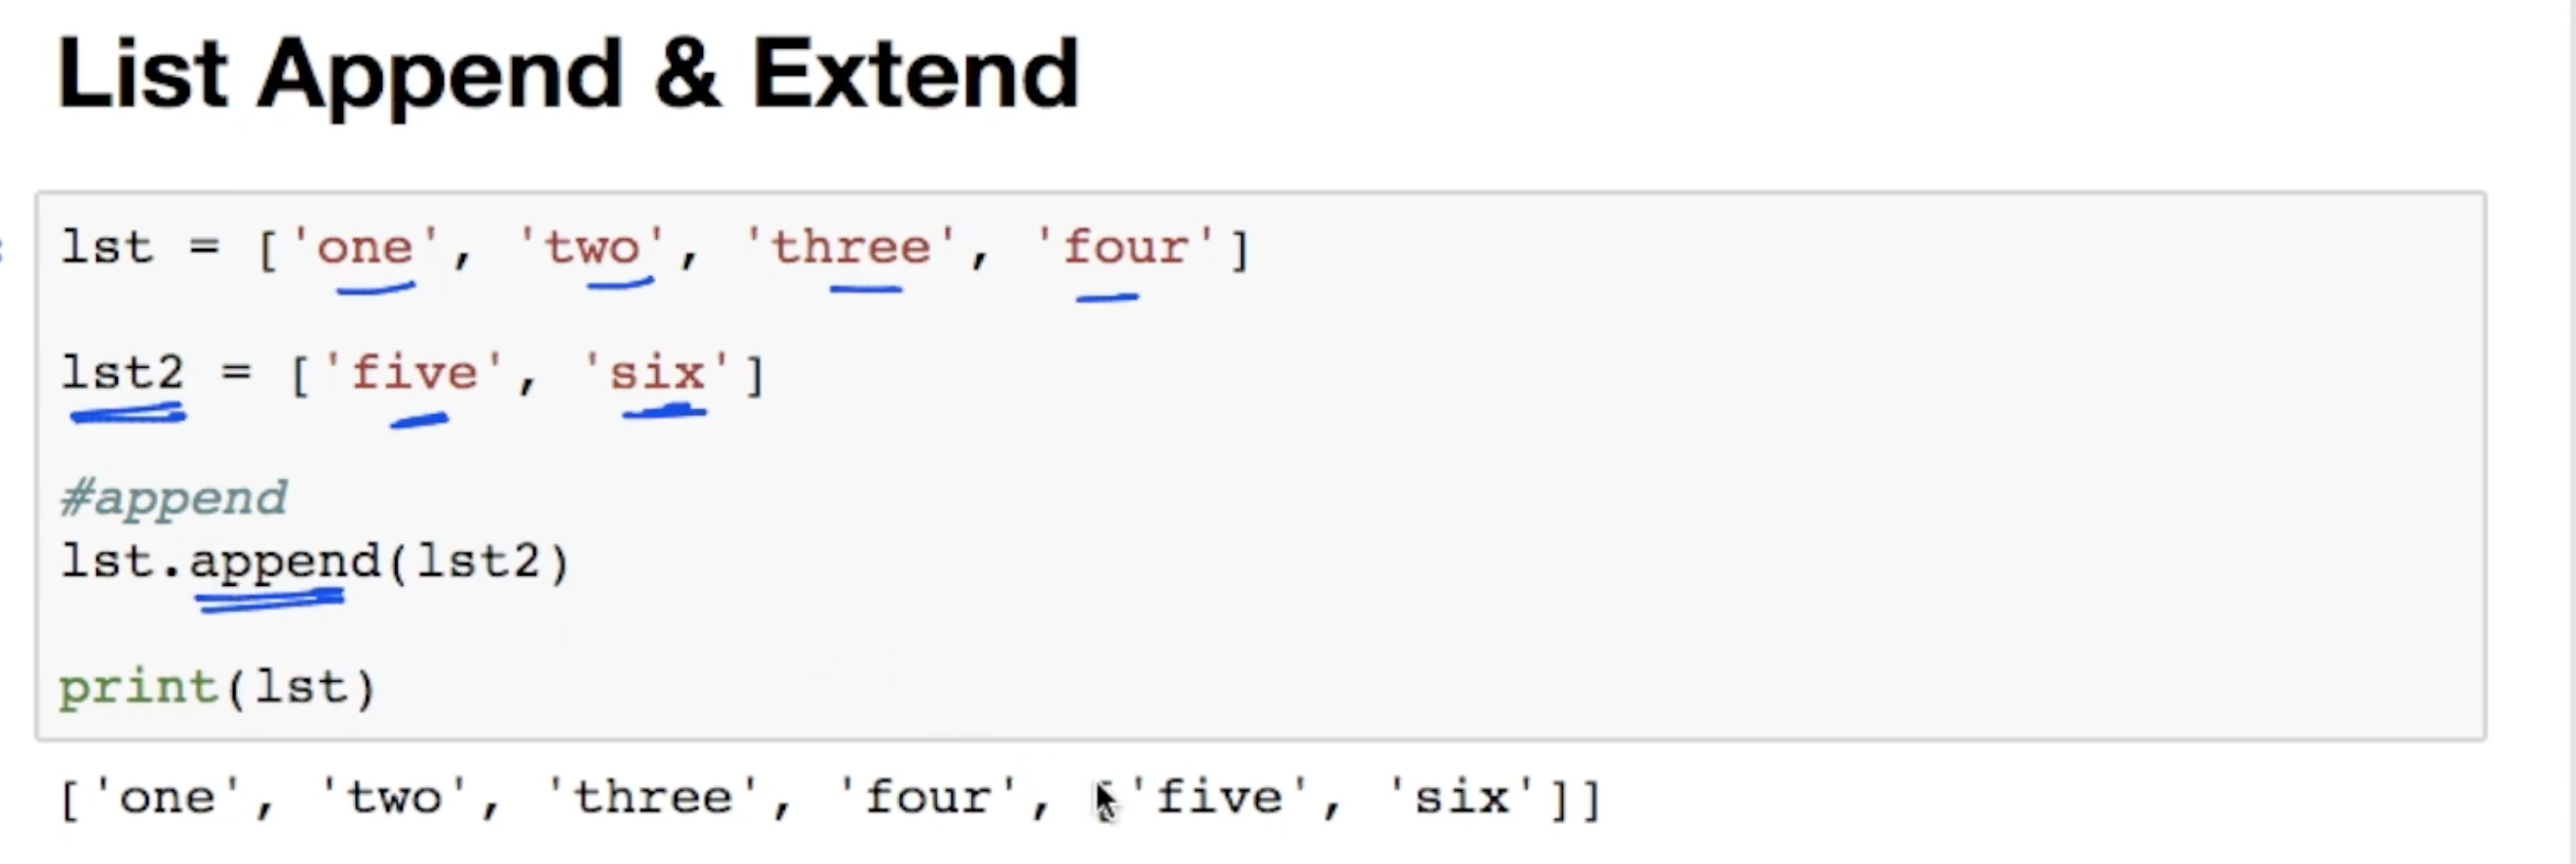 List Append & Extend
lst = ['one', 'two', 'three', 'four']
lst2 = ['five', 'six']
#append
lst.append(lst2)
print(lst)
['one', 'two', 'three', 'four', ['five', 'six']]